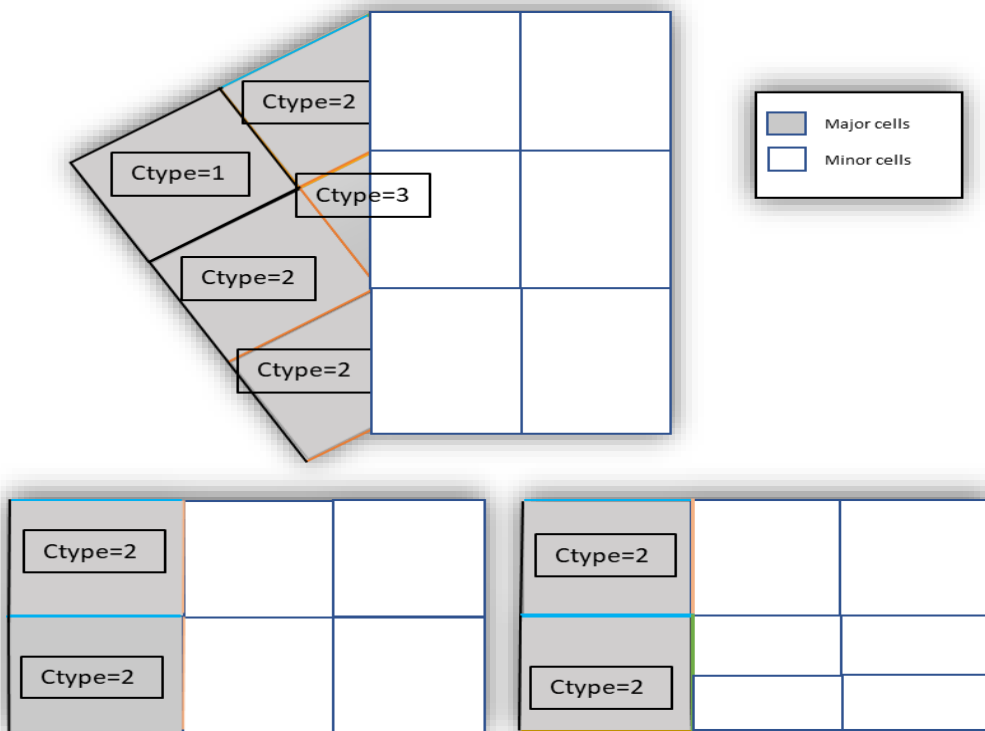 Ctype=2
Ctype=1
Ctype=3
Ctype=2
Ctype=2
Major cells
Minor cells
Ctype=2
Ctype=2
Ctype=2
Ctype=2